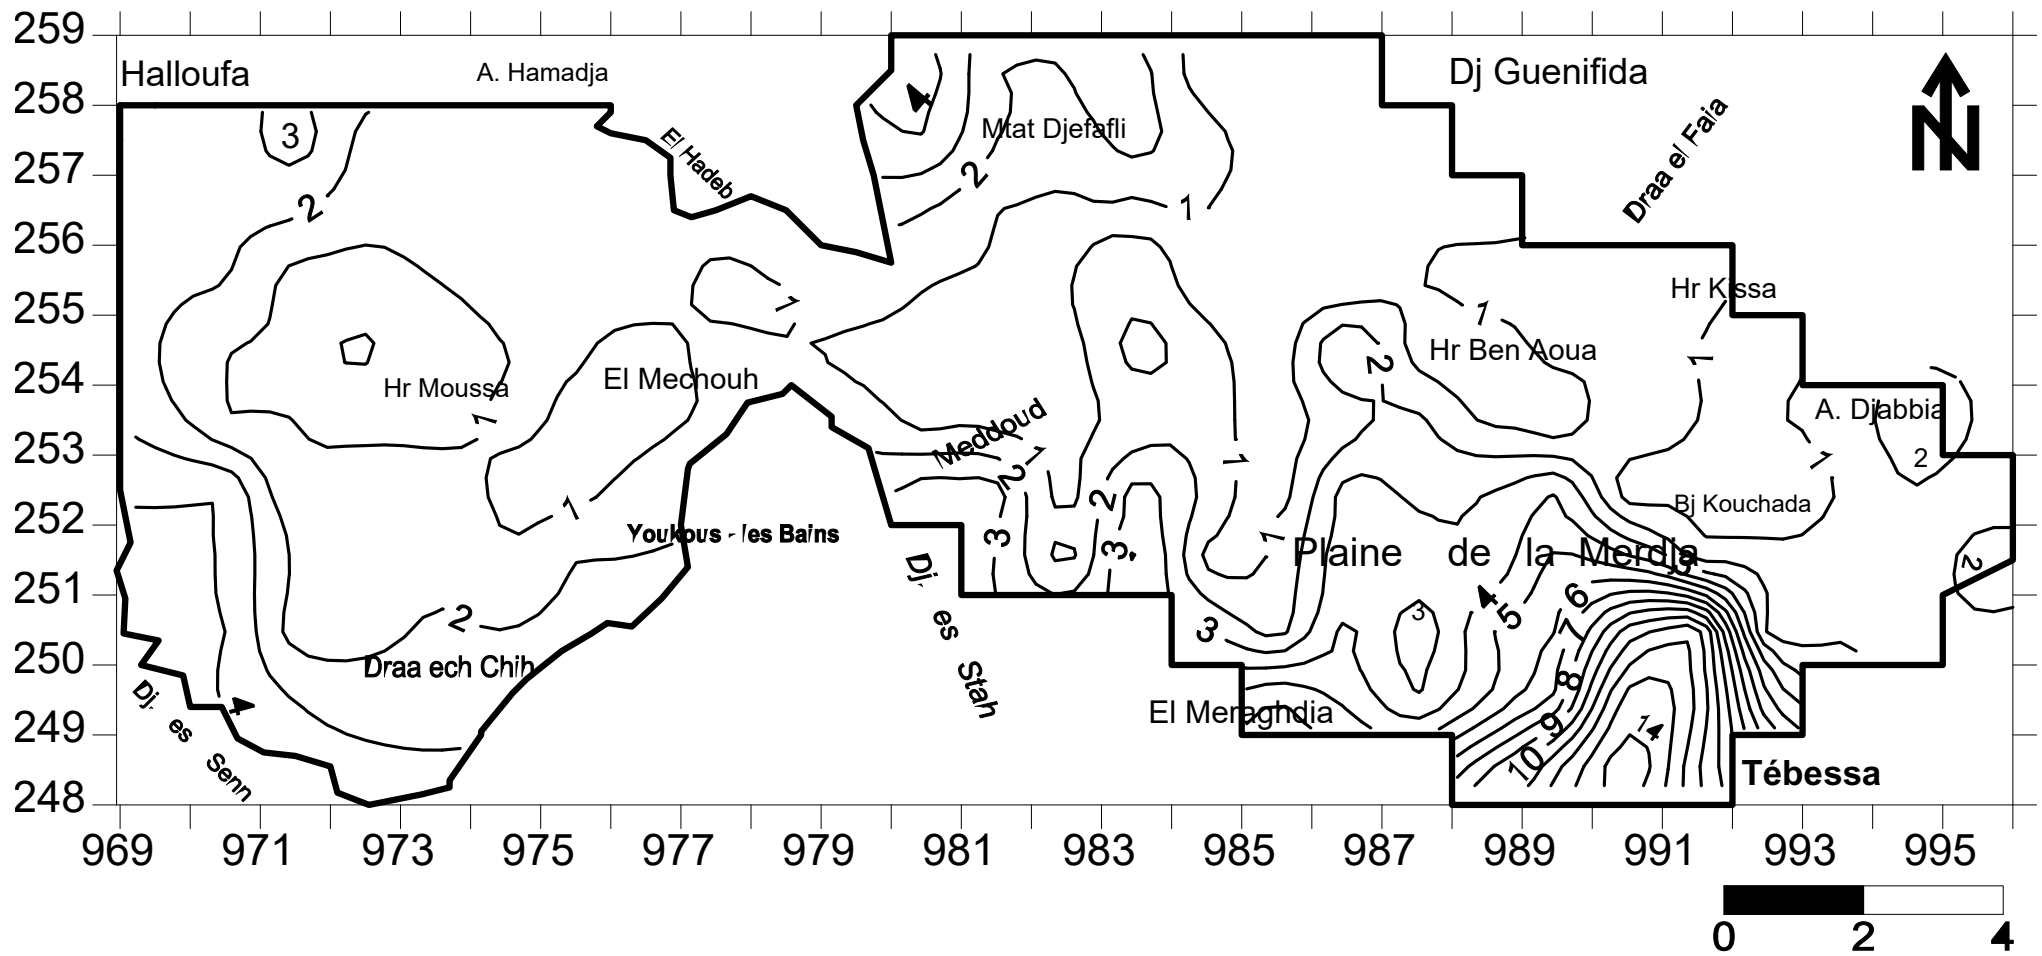 259
Halloufa
A. Hamadja
Dj Guenifida
N
258
4
3
Mtat Djefafli
El Hadeb
Draa el Faia
257
2
2
1
256
1
1
Hr Kissa
255
2
Hr Ben Aoua
1
254
Hr Moussa
El Mechouh
A. Djabbia
1
Meddoud
253
1
2
1
1
2
2
1
Bj Kouchada
252
Youkous - les Bains
3
3
1
Plaine de la Merdja
3
2
Dj. es Stah
251
2
3
3
4
5
6
7
250
Draa ech Chih
8
Dj. es Senn
4
El Meraghdia
249
9
14
10
Tébessa
248
969 971 973 975 977 979 981 983 985 987 989 991 993 995
0 2 4